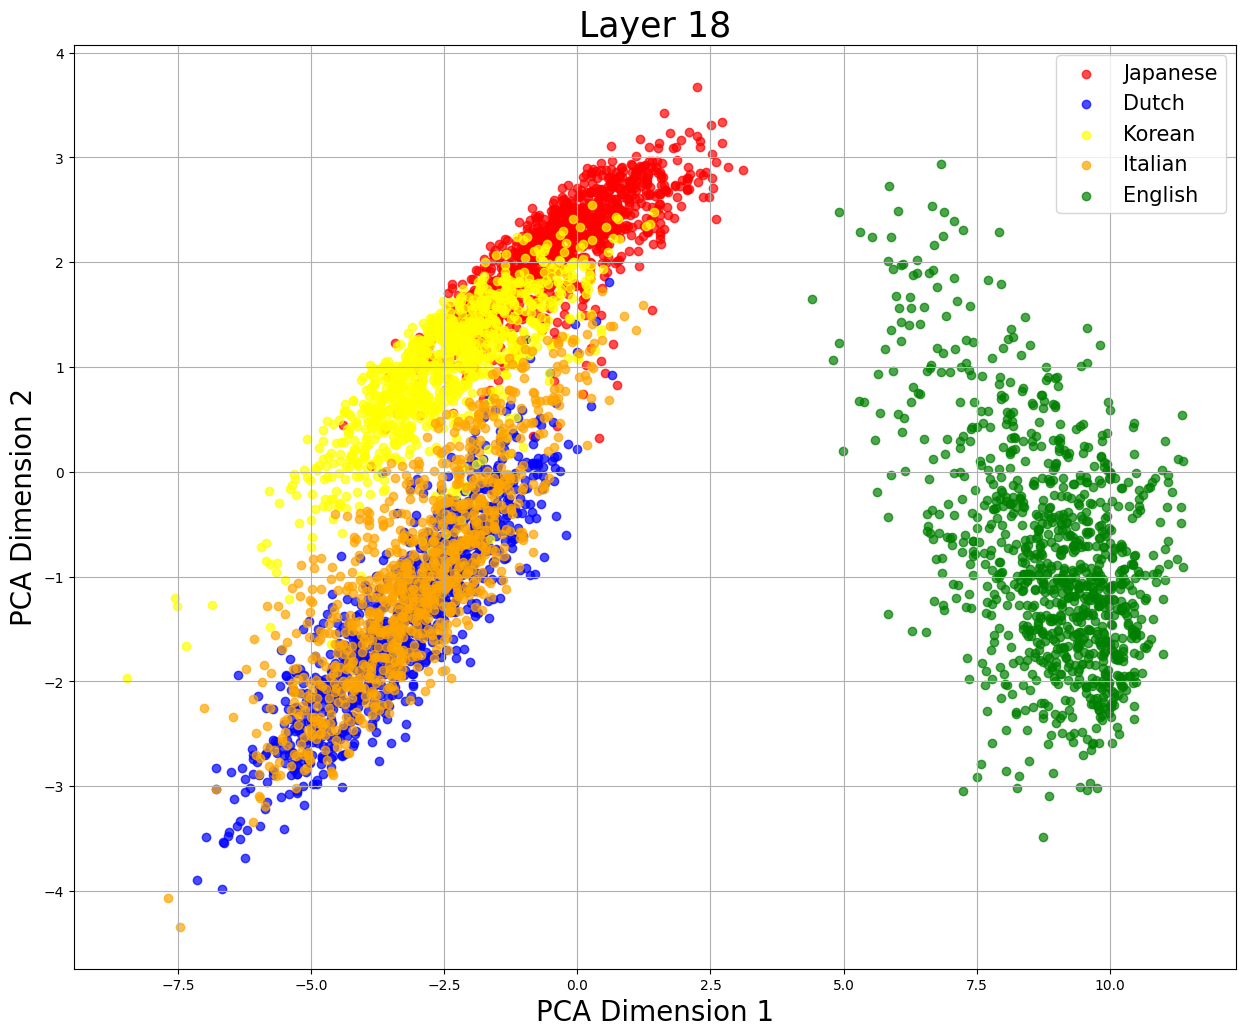 Layer 18
Japanese
Dutch
Korean
Italian
English
PCA Dimension 2
4
3
2
1
0
−1
−2
−3
−4
−7.5
−5.0
−2.5
0.0
2.5
5.0
7.5
10.0
PCA Dimension 1